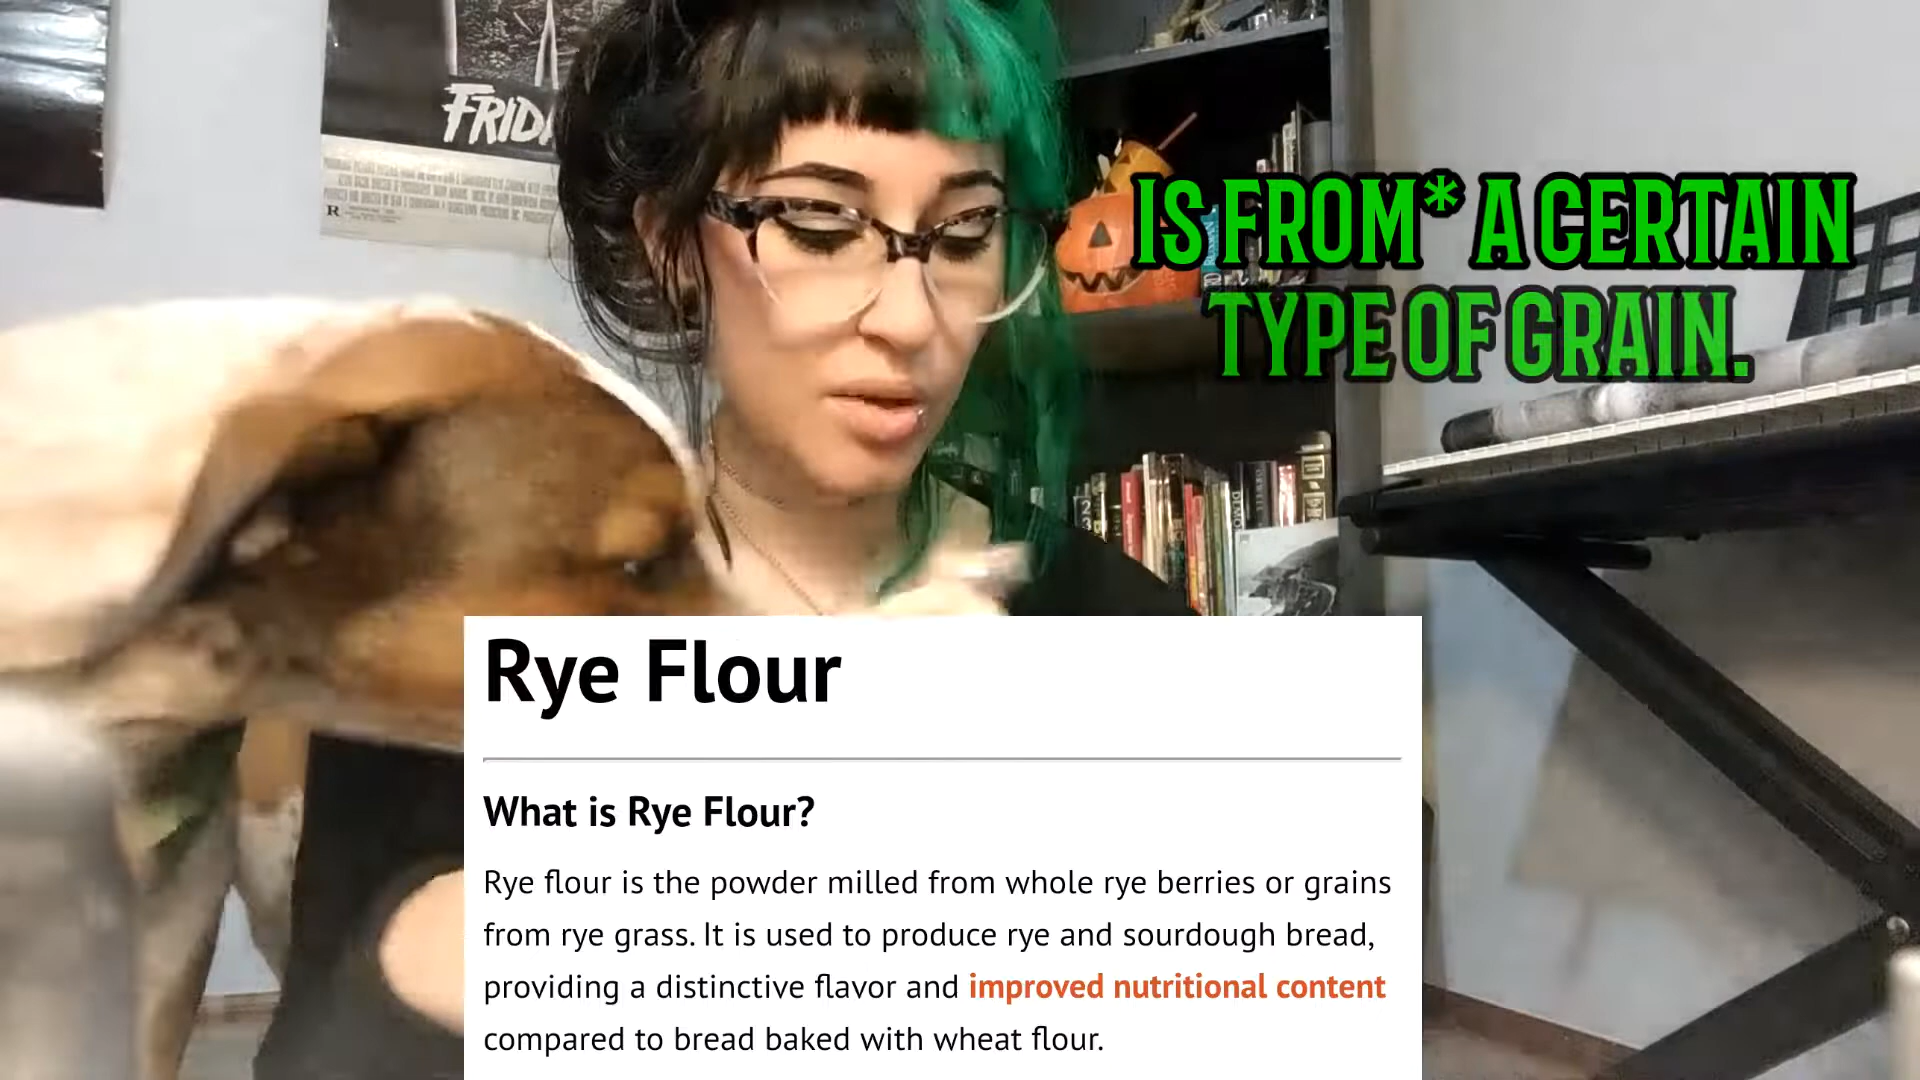 FRID
R
IS FROM* A CERTAIN
TYPE OF GRAIN.
Rye Flour
What is Rye Flour?
Rye flour is the powder milled from whole rye berries or grains
from rye grass. It is used to produce rye and sourdough bread,
providing a distinctive flavor and improved nutritional content
compared to bread baked with wheat flour.